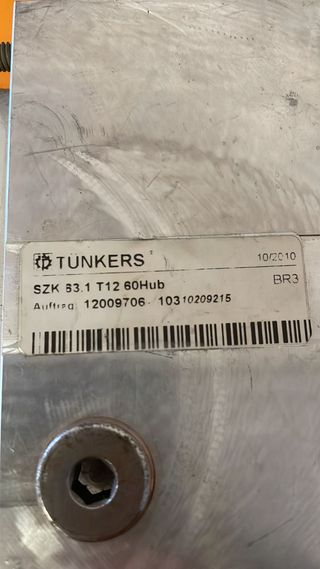 TÜNKERS
10/2010
SZK 63.1 T12 60Hub
BR3
Auftrag 12009706 10310209215